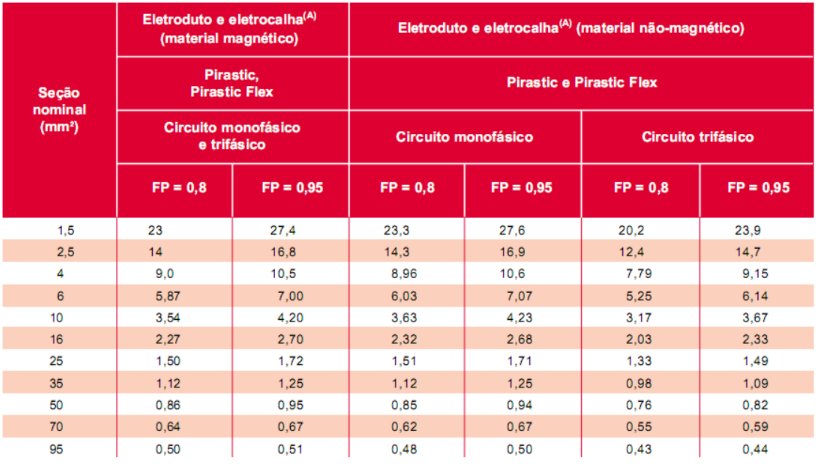 Seção nominal (mm²)
Eletroduto e eletrocalha(A) (material magnético)
Eletroduto e eletrocalha(A) (material não-magnético)
Pirastic, Pirastic Flex
Pirastic e Pirastic Flex
Circuito monofásico e trifásico
Circuito monofásico
Circuito trifásico
FP = 0,8 FP = 0,95 FP = 0,8 FP = 0,95 FP = 0,8 FP = 0,95
1,5 23 27,4 23,3 27,6 20,2 23,9
2,5 14 16,8 14,3 16,9 12,4 14,7
4 9,0 10,5 8,96 10,6 7,79 9,15
6 5,87 7,00 6,03 7,07 5,25 6,14
10 3,54 4,20 3,63 4,23 3,17 3,67
16 2,27 2,70 2,32 2,68 2,03 2,33
25 1,50 1,72 1,51 1,71 1,33 1,49
35 1,12 1,25 1,12 1,25 0,98 1,09
50 0,86 0,95 0,85 0,94 0,76 0,82
70 0,64 0,67 0,62 0,67 0,55 0,59
95 0,50 0,51 0,48 0,50 0,43 0,44